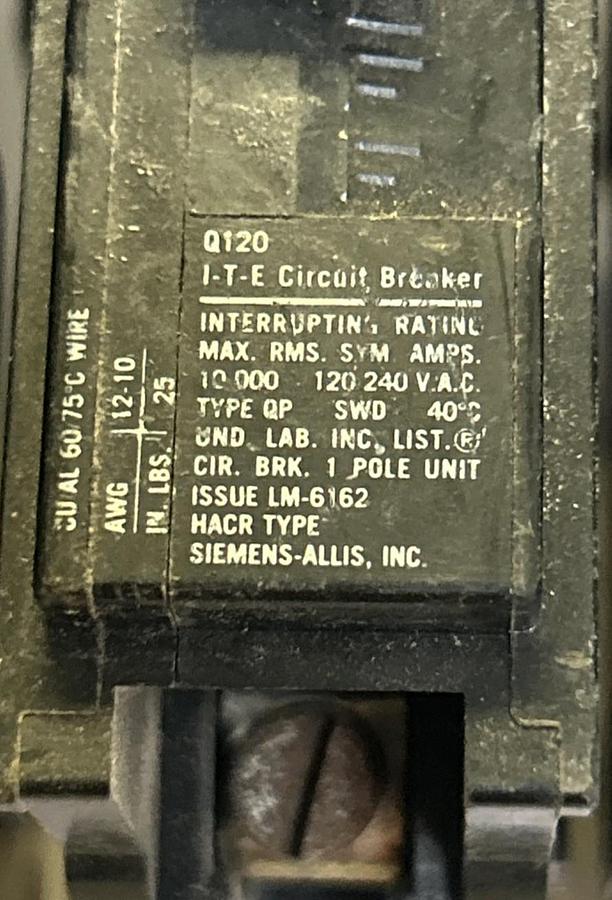 Q120
I-T-E Circuit Breaker
INTERRUPTING RATING
MAX. RMS. SYM AMPS.
10 000 120 240 V.A.C.
TYPE QP SWD 40°C
UND. LAB. INC. LIST.®
CIR. BRK. 1 POLE UNIT
ISSUE LM-6162
HACR TYPE
SIEMENS-ALLIS, INC.
CU/AL 60/75°C WIRE
AWG 12-10
IN. LBS. 25